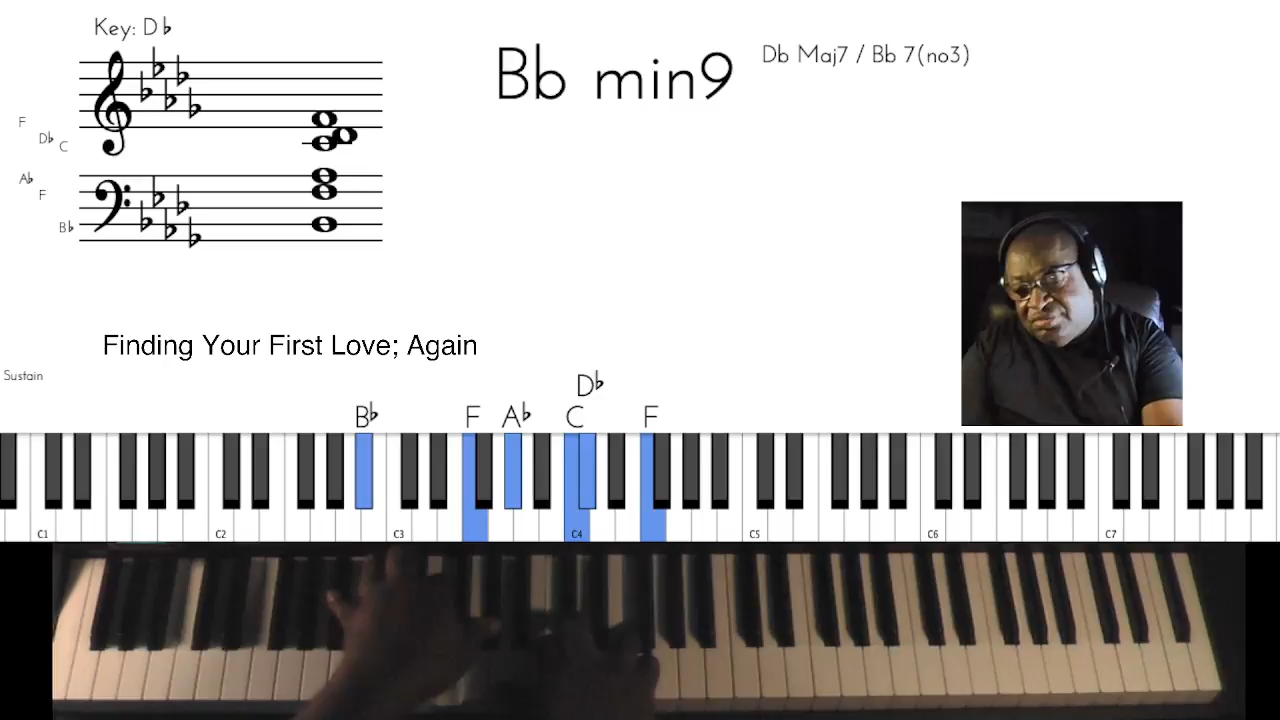 Key: D♭
Bb min9
Db Maj7 / Bb 7(no3)
F
D♭
C
A♭
F
B♭
Finding Your First Love; Again
Sustain
D♭
B♭ F A♭ C F
C1 C2 C3 C4 C5 C6 C7